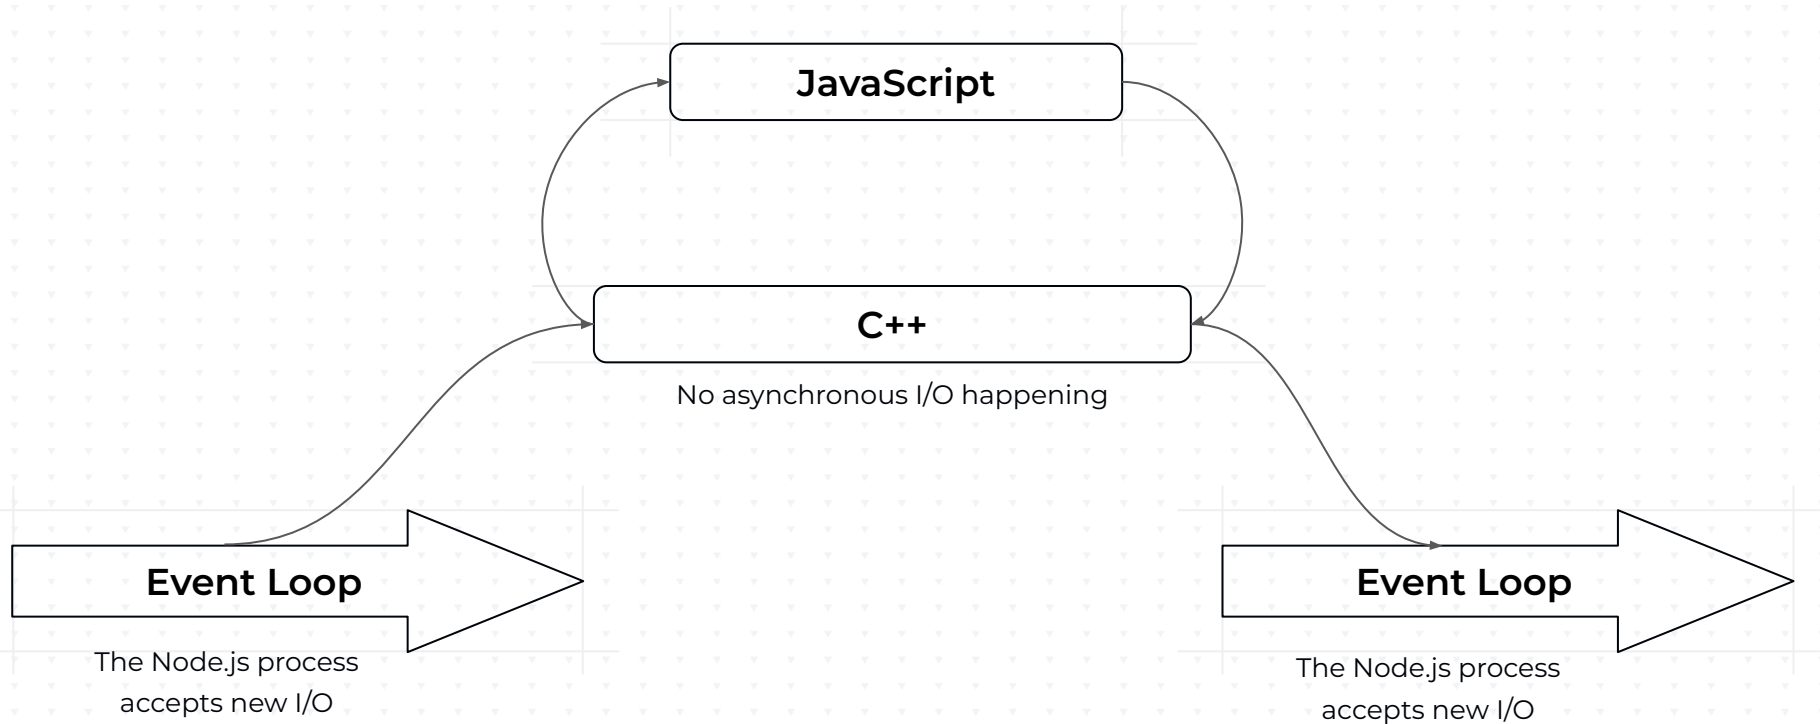 JavaScript
C++
No asynchronous I/O happening
Event Loop
The Node.js process
accepts new I/O
Event Loop
The Node.js process
accepts new I/O